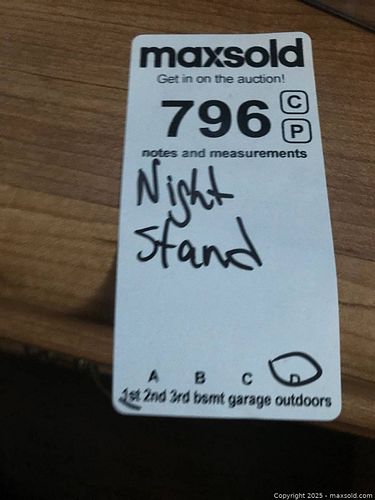 maxsold
Get in on the auction!
796 C
P
notes and measurements
Night
Stand
A B C D
1st 2nd 3rd bsmt garage outdoors
Copyright 2025 - maxsold.com